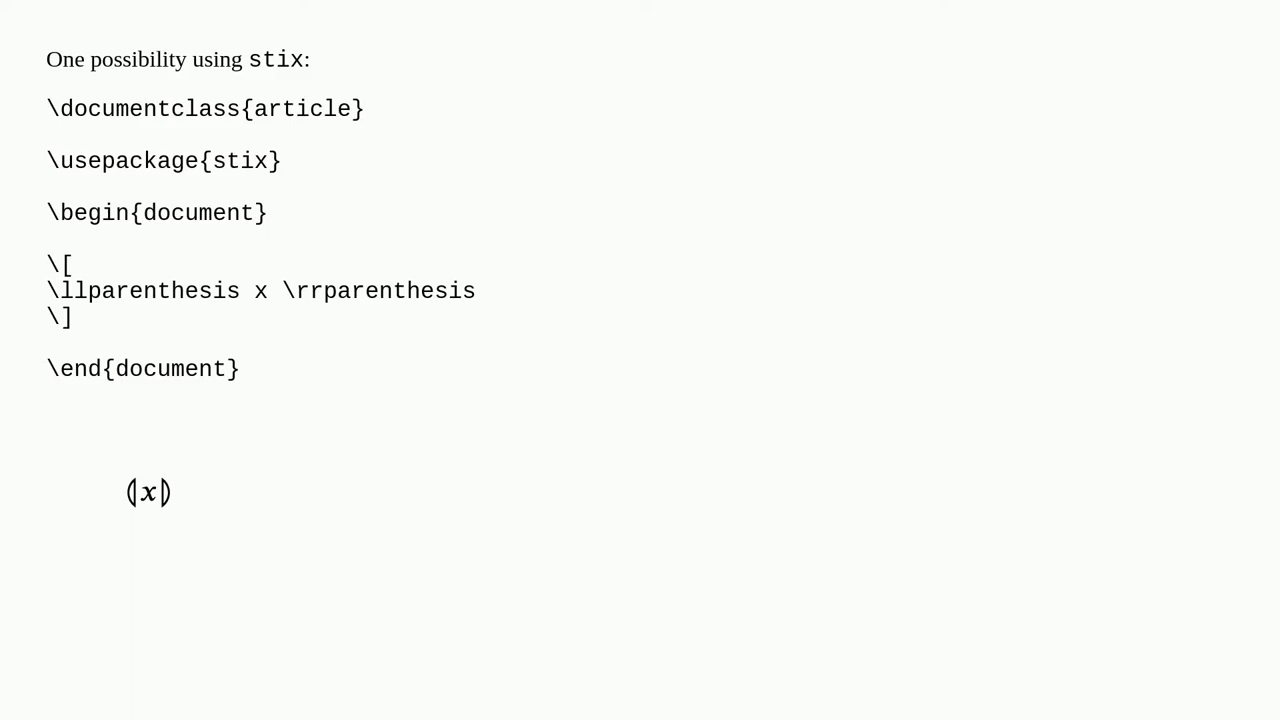 One possibility using stix:
\documentclass{article}
\usepackage{stix}
\begin{document}
\[
\llparenthesis x \rrparenthesis
\]
\end{document}
⦇x⦈